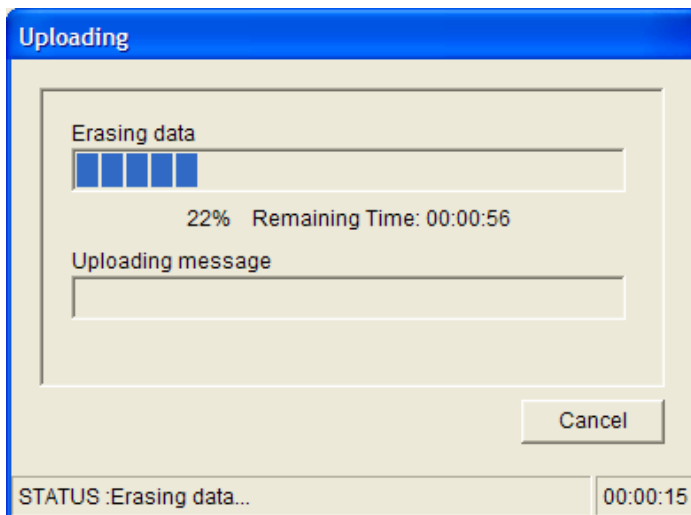 Uploading
Erasing data
22% Remaining Time: 00:00:56
Uploading message
Cancel
STATUS :Erasing data... 00:00:15